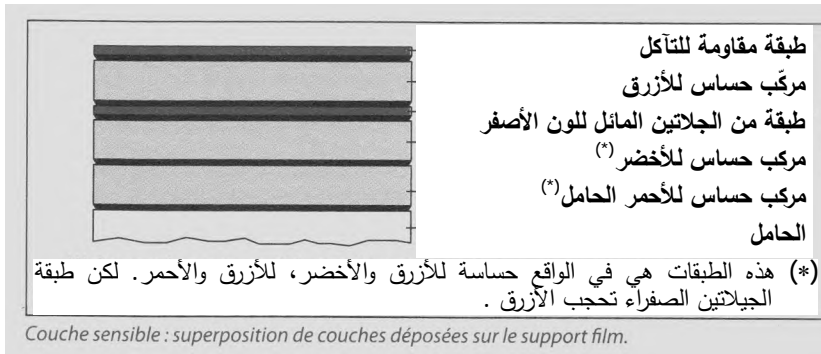 طبقة مقاومة للتآكل
مركّب حساس للأزرق
طبقة من الجلاتين المائل للون الأصفر
مركب حساس للأخضر(*)
مركب حساس للأحمر الحامل(*)
الحامل
(*) هذه الطبقات هي في الواقع حساسة للأزرق والأخضر، للأزرق والأحمر. لكن طبقة
الجيلاتين الصفراء تحجب الأزرق .
Couche sensible : superposition de couches déposées sur le support film.